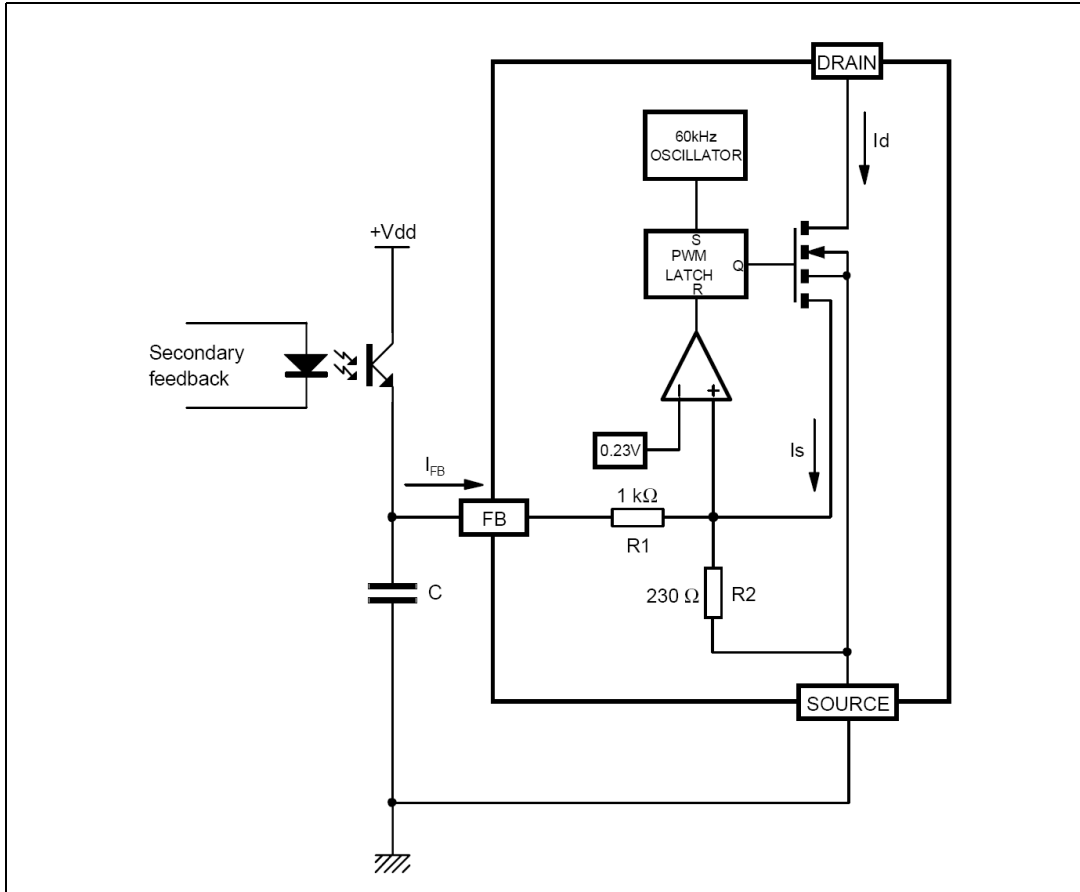 DRAIN
60kHz
OSCILLATOR
Id
+Vdd
S
PWM
LATCH
Q
R
Secondary
feedback
- +
0.23V
Is
I_FB
1 kΩ
FB
R1
C
230 Ω
R2
SOURCE